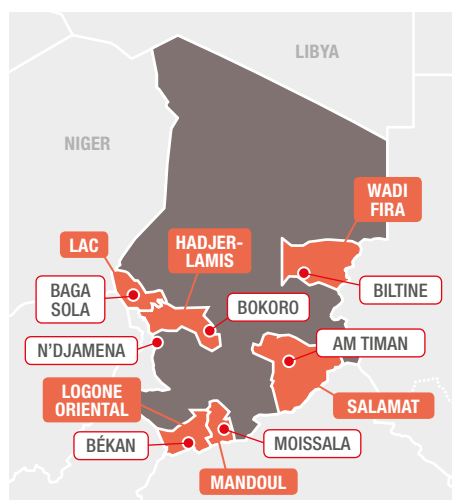 LIBYA
NIGER
WADI
FIRA
LAC
HADJER-
LAMIS
BAGA
SOLA
BOKORO
BILTINE
N'DJAMENA
AM TIMAN
LOGONE
ORIENTAL
SALAMAT
BÉKAN
MOISSALA
MANDOUL